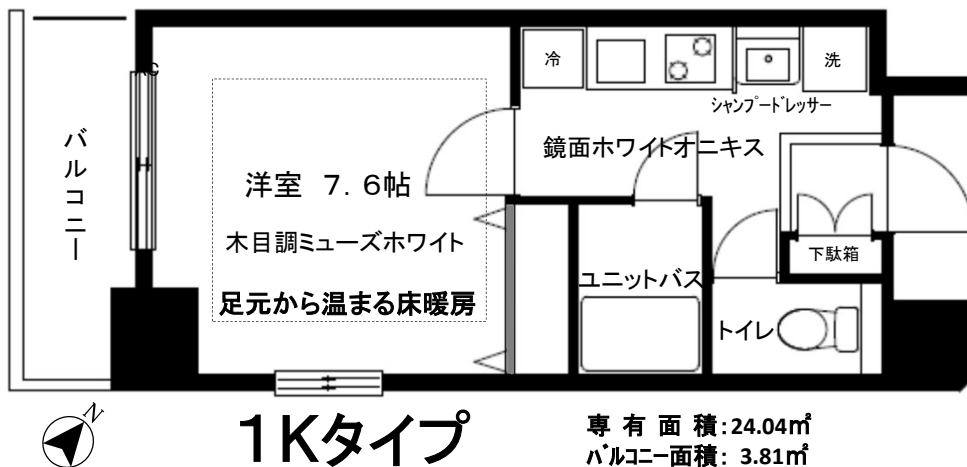 冷
洗
シャンプードレッサー
バルコニー
鏡面ホワイトオニキス
洋室 7.6帖
木目調ミューズホワイト
足元から温まる床暖房
下駄箱
ユニットバス
トイレ
N
1Kタイプ
専有面積:24.04㎡
バルコニー面積: 3.81㎡